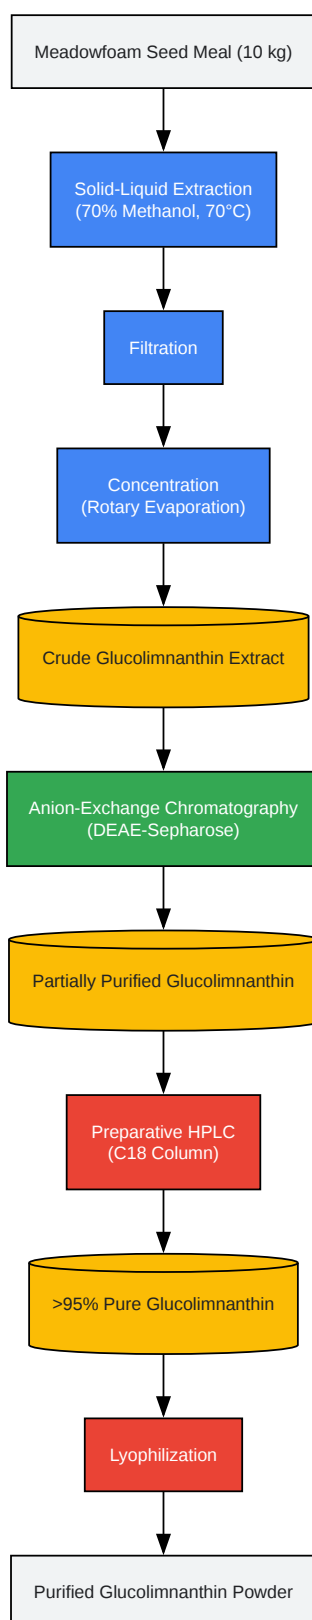 Meadowfoam Seed Meal (10 kg)
Solid-Liquid Extraction
(70% Methanol, 70°C)
Filtration
Concentration
(Rotary Evaporation)
Crude Glucolimnanthin Extract
Anion-Exchange Chromatography
(DEAE-Sepharose)
Partially Purified Glucolimnanthin
Preparative HPLC
(C18 Column)
>95% Pure Glucolimnanthin
Lyophilization
Purified Glucolimnanthin Powder